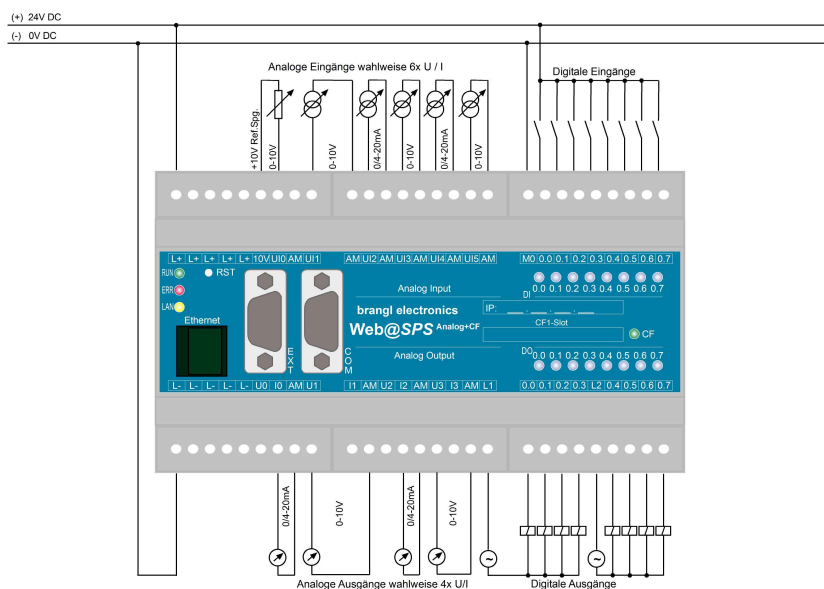 (+) 24V DC
(-) 0V DC
Analoge Eingänge wahlweise 6x U / I
Digitale Eingänge
+10V Ref.Spg.
0-10V
0-10V
0/4-20mA
0-10V
0/4-20mA
0-10V
L+ L+ L+ L+ L+ 10V UI0 AM UI1
AM UI2 AM UI3 AM UI4 AM UI5 AM
M0 0.0 0.1 0.2 0.3 0.4 0.5 0.6 0.7
RUN
RST
ERR
LAN
Ethernet
EXT
COM
Analog Input
DI
0.0 0.1 0.2 0.3 0.4 0.5 0.6 0.7
brangl electronics
IP: ___ . ___ . ___ . ___
Web@SPS Analog+CF
CF1-Slot
CF
Analog Output
DO
0.0 0.1 0.2 0.3 0.4 0.5 0.6 0.7
L- L- L- L- L- U0 I0 AM U1
I1 AM U2 I2 AM U3 I3 AM L1
0.0 0.1 0.2 0.3 L2 0.4 0.5 0.6 0.7
0/4-20mA
0-10V
0/4-20mA
0-10V
Analoge Ausgänge wahlweise 4x U/I
Digitale Ausgänge